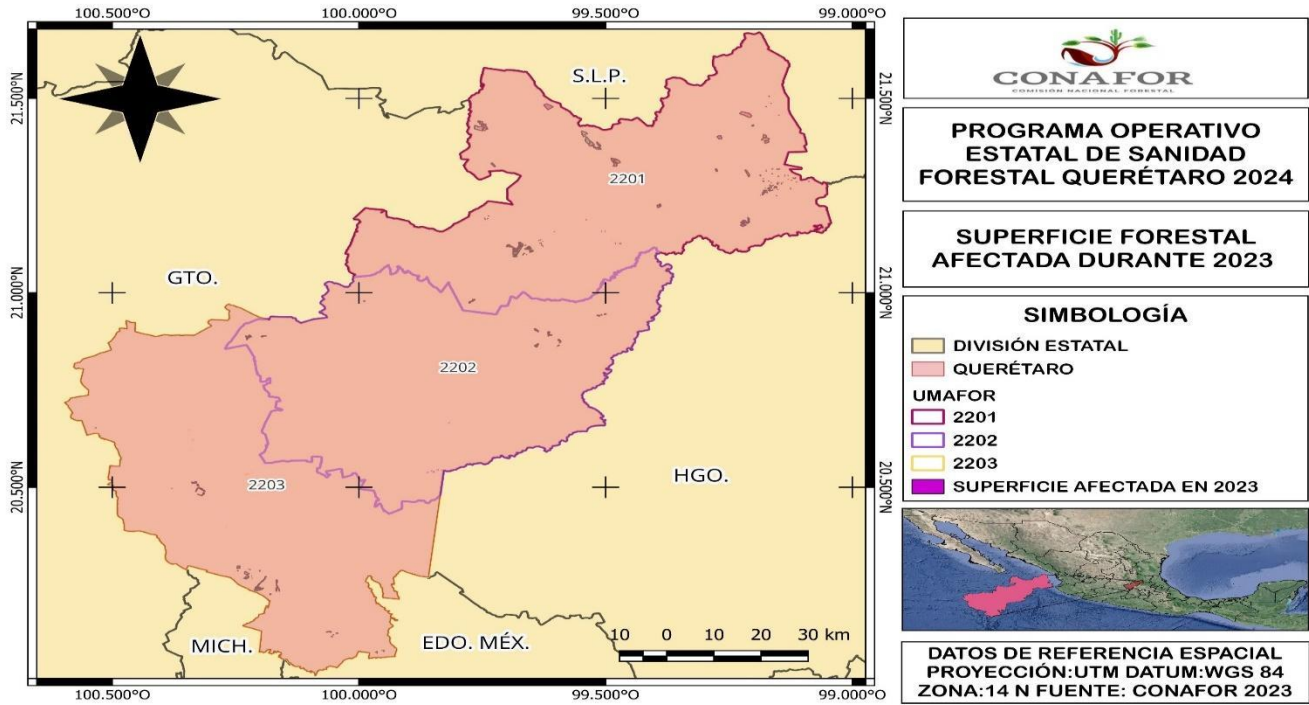 100.500°O 100.000°O 99.500°O 99.000°O
21.500°N 21.500°N
21.000°N 21.000°N
20.500°N 20.500°N
S.L.P.
2201
GTO.
2202
2203
HGO.
MICH.
EDO. MÉX.
10 0 10 20 30 km
100.500°O 100.000°O 99.500°O 99.000°O
CONAFOR
COMISIÓN NACIONAL FORESTAL
PROGRAMA OPERATIVO
ESTATAL DE SANIDAD
FORESTAL QUERÉTARO 2024
SUPERFICIE FORESTAL
AFECTADA DURANTE 2023
SIMBOLOGÍA
DIVISIÓN ESTATAL
QUERÉTARO
UMAFOR
2201
2202
2203
SUPERFICIE AFECTADA EN 2023
DATOS DE REFERENCIA ESPACIAL
PROYECCIÓN:UTM DATUM:WGS 84
ZONA:14 N FUENTE: CONAFOR 2023